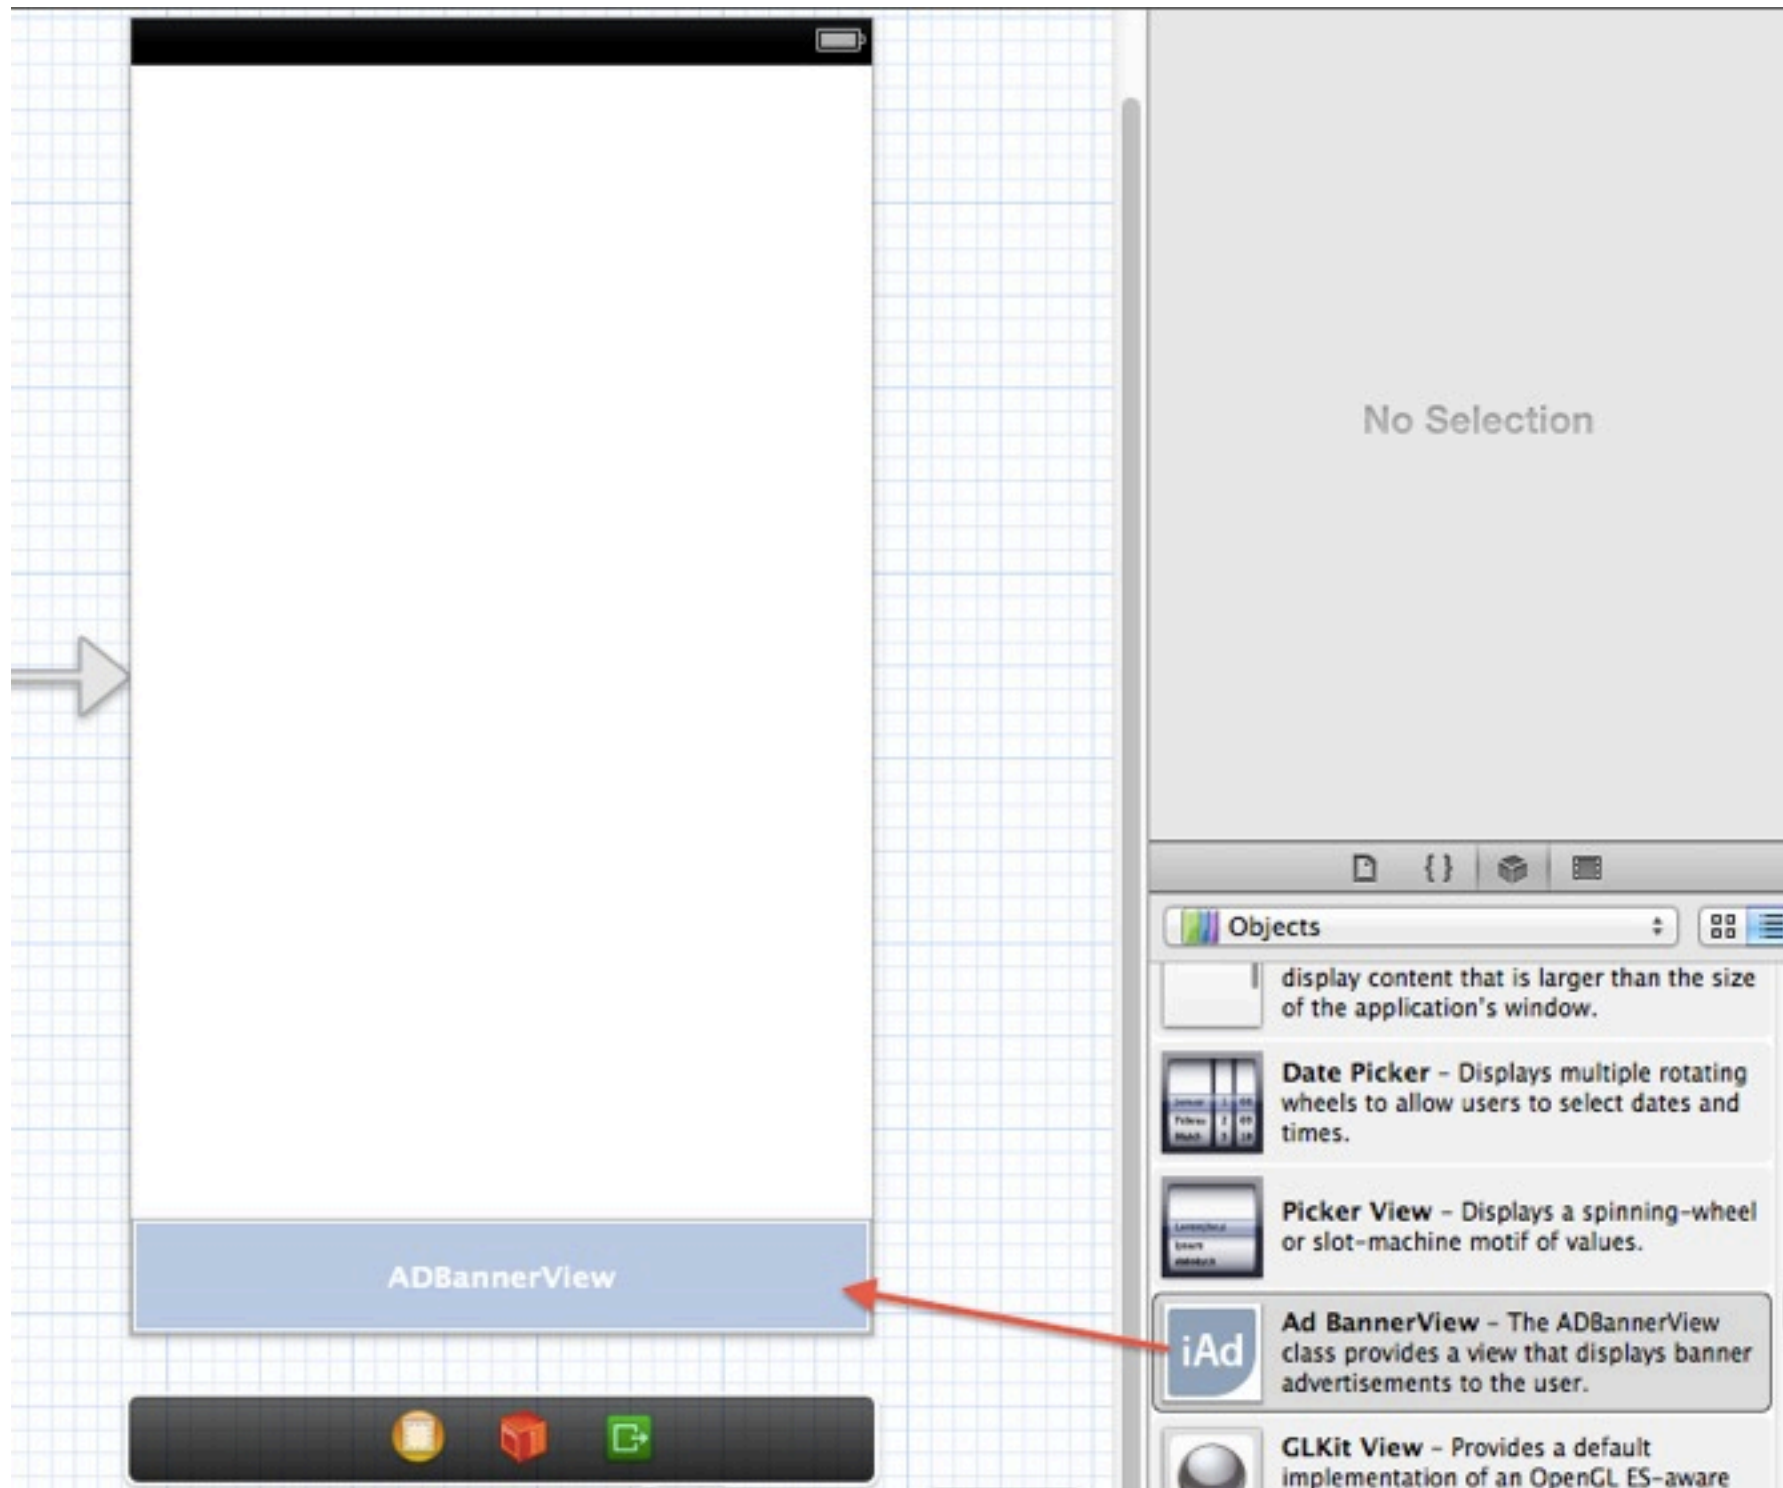 No Selection
{ }
Objects
display content that is larger than the size
of the application's window.
Date Picker – Displays multiple rotating
wheels to allow users to select dates and
times.
Picker View – Displays a spinning-wheel
or slot-machine motif of values.
ADBannerView
iAd
Ad BannerView – The ADBannerView
class provides a view that displays banner
advertisements to the user.
GLKit View – Provides a default
implementation of an OpenGL ES-aware